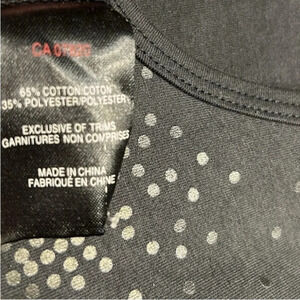 65% COTTON COTON
35% POLYESTER/POLYESTER
EXCLUSIVE OF TRIMS
GARNITURES NON COMPRISES
MADE IN CHINA
FABRIQUÉ EN CHINE